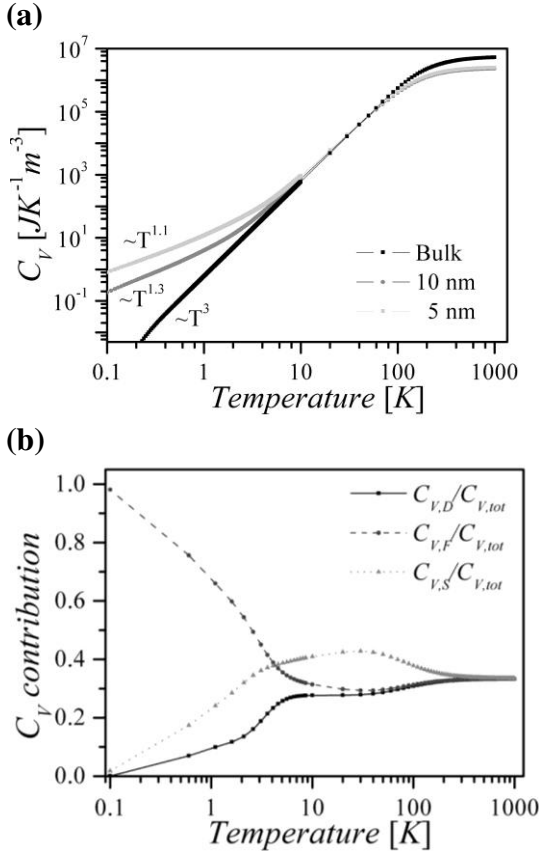 (a)
10^7
10^5
10^3
10^1
10^-1
C_V [JK^-1 m^-3]
~T^1.1
~T^1.3
~T^3
Bulk
10 nm
5 nm
0.1 1 10 100 1000
Temperature [K]
(b)
1.0
0.8
0.6
0.4
0.2
0.0
C_V contribution
C_V,D/C_V,tot
C_V,F/C_V,tot
C_V,S/C_V,tot
0.1 1 10 100 1000
Temperature [K]